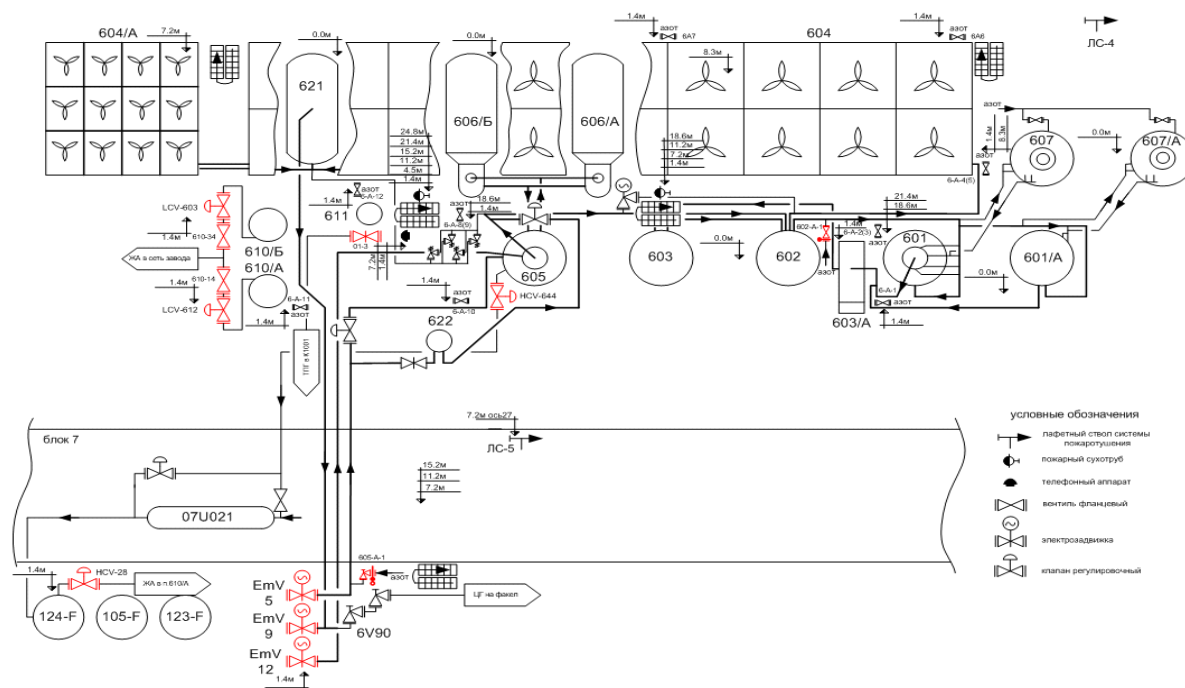 604/А
7.2м
0.0м
621
0.0м
606/Б
606/А
1.4м
азот
6А7
8.3м
604
1.4м
азот
6А6
ЛС-4
азот
1.4м
8.3м
607
0.0м
607/А
азот
6-А-4(5)
24.8м
21.4м
15.2м
11.2м
4.5м
1.4м
18.6м
11.2м
7.2м
1.4м
LCV-603
1.4м
610-34
610/Б
ЖА в сеть завода
610/А
610-14
LCV-612
1.4м
азот
6-А-12
1.4м
611
01-3
7.2м
1.4м
азот
6-А-8(9)
18.6м
1.4м
605
HCV-644
1.4м
азот
6-А-10
622
603
0.0м
602
602-А-1
азот
1.4м
6-А-2(3)
азот
21.4м
18.6м
601
0.0м
601/А
603/А
6-А-1
азот
1.4м
6-А-11
азот
1.4м
ТПГ в К1001
блок 7
7.2м ось27
ЛС-5
15.2м
11.2м
7.2м
07U021
1.4м
HCV-28
ЖА в п.610/А
124-F
105-F
123-F
EmV
5
EmV
9
EmV
12
1.4м
605-А-1
азот
ЦГ на факел
6V90
условные обозначения
лафетный ствол системы
пожаротушения
пожарный сухотруб
телефонный аппарат
вентиль фланцевый
электрозадвижка
клапан регулировочный